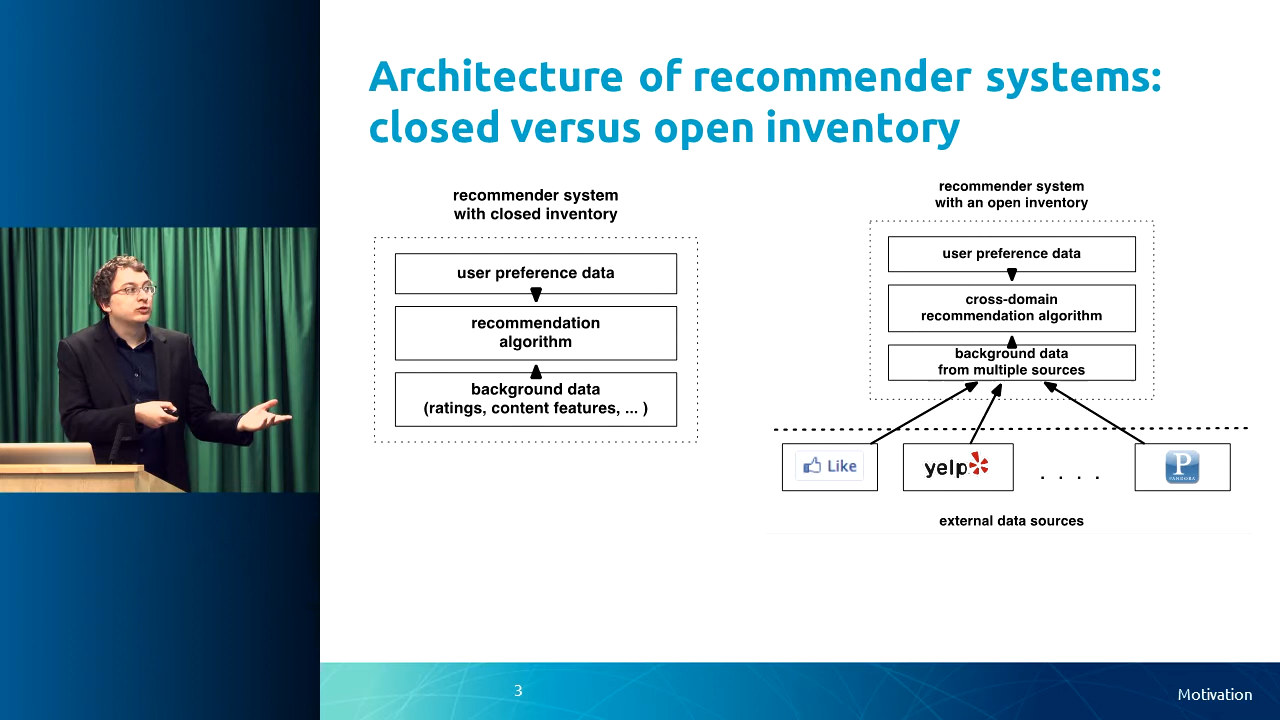 Architecture of recommender systems:
closed versus open inventory
recommender system
with closed inventory
user preference data
recommendation
algorithm
background data
(ratings, content features, ... )
recommender system
with an open inventory
user preference data
cross-domain
recommendation algorithm
background data
from multiple sources
Like
yelp
. . . .
P
PANDORA
external data sources
3
Motivation